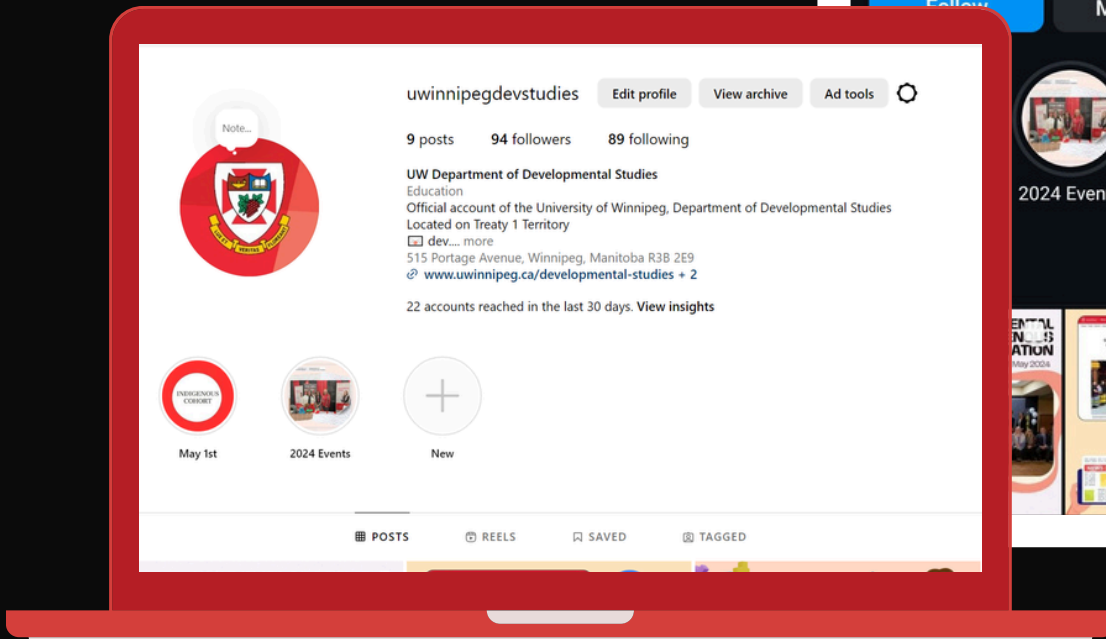 Follow
uwinnipegdevstudies Edit profile View archive Ad tools
Note...
9 posts 94 followers 89 following
UW Department of Developmental Studies
Education
Official account of the University of Winnipeg, Department of Developmental Studies
Located on Treaty 1 Territory
dev.... more
515 Portage Avenue, Winnipeg, Manitoba R3B 2E9
www.uwinnipeg.ca/developmental-studies + 2
22 accounts reached in the last 30 days. View insights
INDIGENOUS
COHORT
May 1st
2024 Events
New
POSTS REELS SAVED TAGGED
2024 Even
May 2024